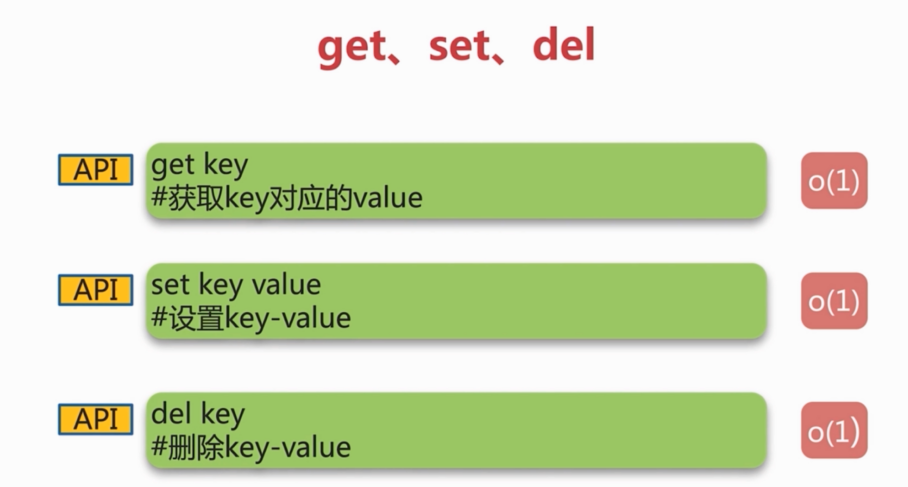 get、set、del
API
get key
#获取key对应的value
o(1)
API
set key value
#设置key-value
o(1)
API
del key
#删除key-value
o(1)